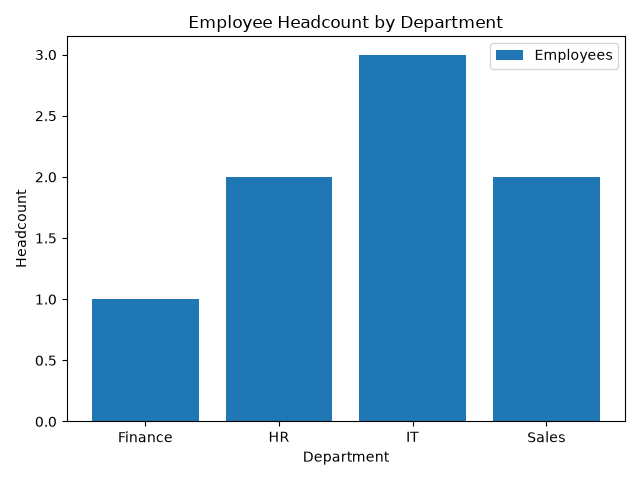 Employee Headcount by Department
Employees
3.0
2.5
2.0
1.5
1.0
0.5
0.0
Headcount
Finance HR IT Sales
Department